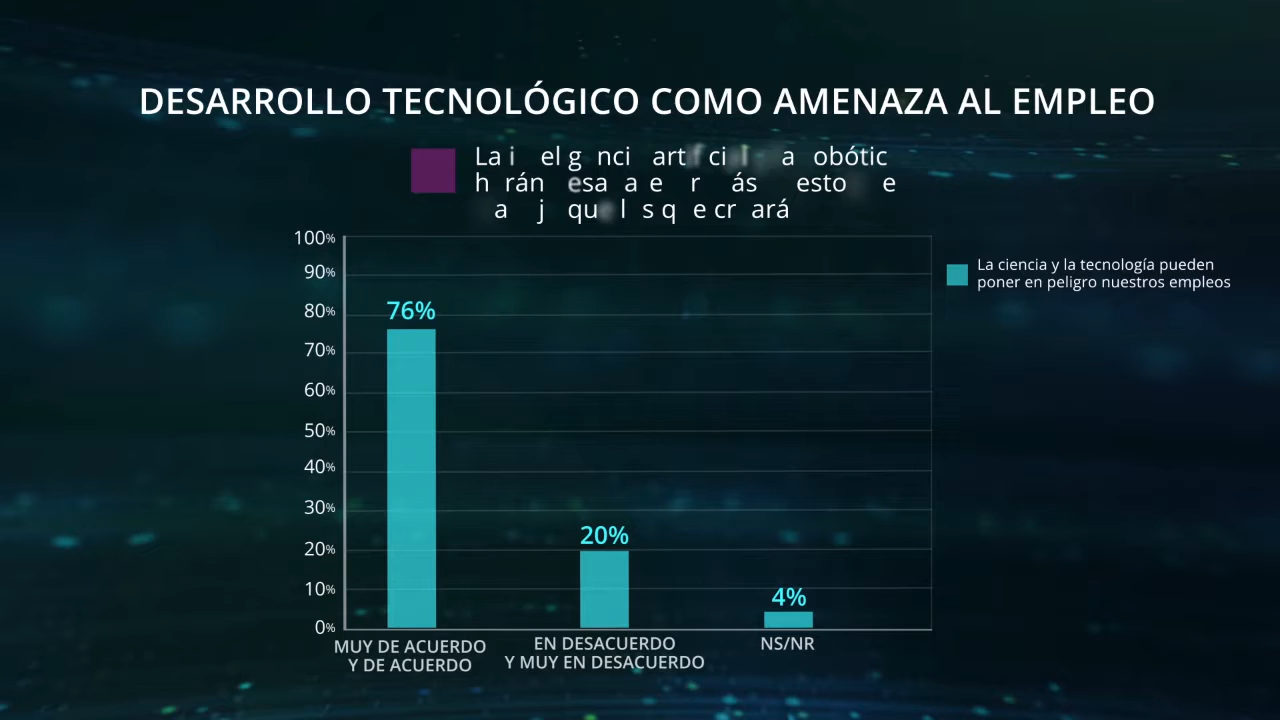 DESARROLLO TECNOLÓGICO COMO AMENAZA AL EMPLEO
La
100%
90%
80%
70%
60%
50%
40%
30%
20%
10%
0%
76%
20%
4%
MUY DE ACUERDO
Y DE ACUERDO
EN DESACUERDO
Y MUY EN DESACUERDO
NS/NR
La ciencia y la tecnología pueden
poner en peligro nuestros empleos